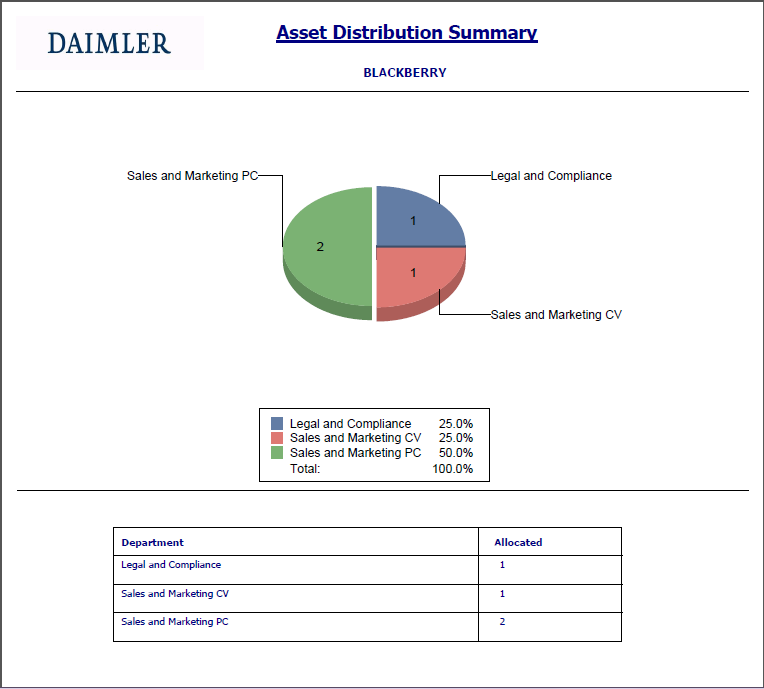 DAIMLER
Asset Distribution Summary
BLACKBERRY
Sales and Marketing PC
Legal and Compliance
2
1
1
Sales and Marketing CV
Legal and Compliance 25.0%
Sales and Marketing CV 25.0%
Sales and Marketing PC 50.0%
Total: 100.0%
Department Allocated
Legal and Compliance 1
Sales and Marketing CV 1
Sales and Marketing PC 2